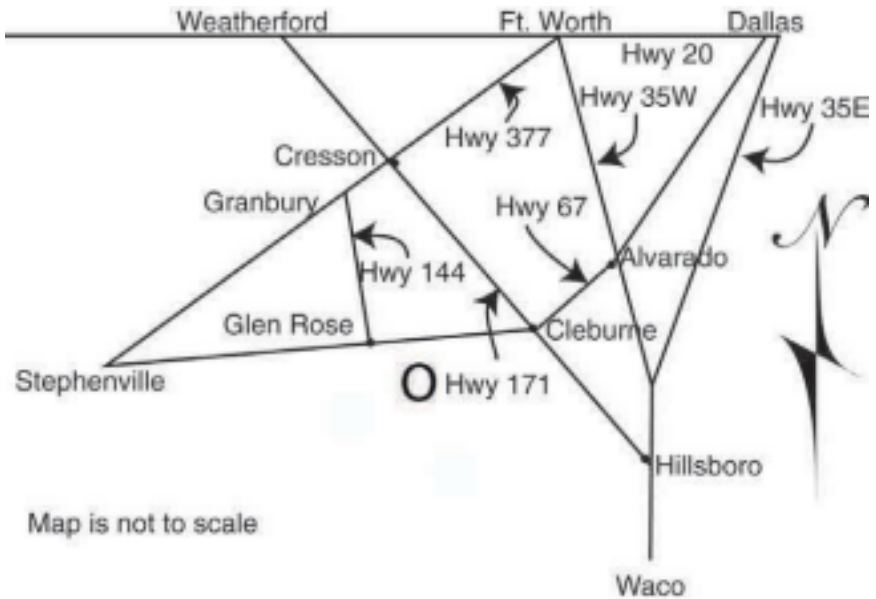 Weatherford Ft. Worth Dallas
Hwy 20
Hwy 35W Hwy 35E
Hwy 377
Cresson
Granbury
Hwy 67
Alvarado
Hwy 144
Glen Rose
Cleburne
Stephenville
O Hwy 171
Hillsboro
Map is not to scale
Waco
N